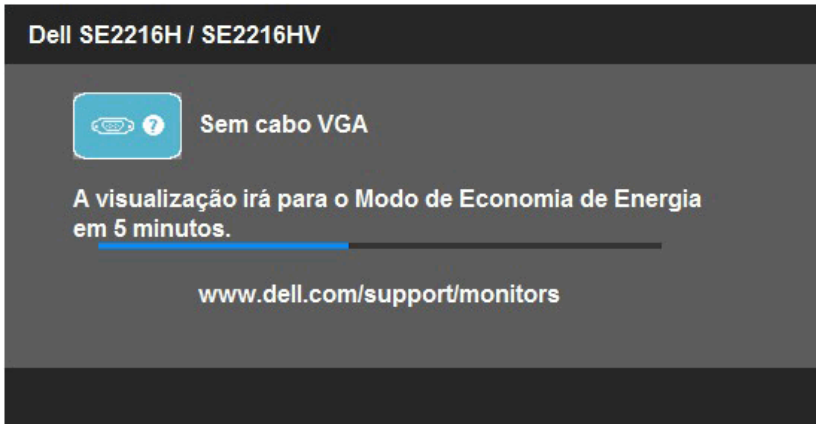 Dell SE2216H / SE2216HV
?
Sem cabo VGA
A visualização irá para o Modo de Economia de Energia
em 5 minutos.
www.dell.com/support/monitors